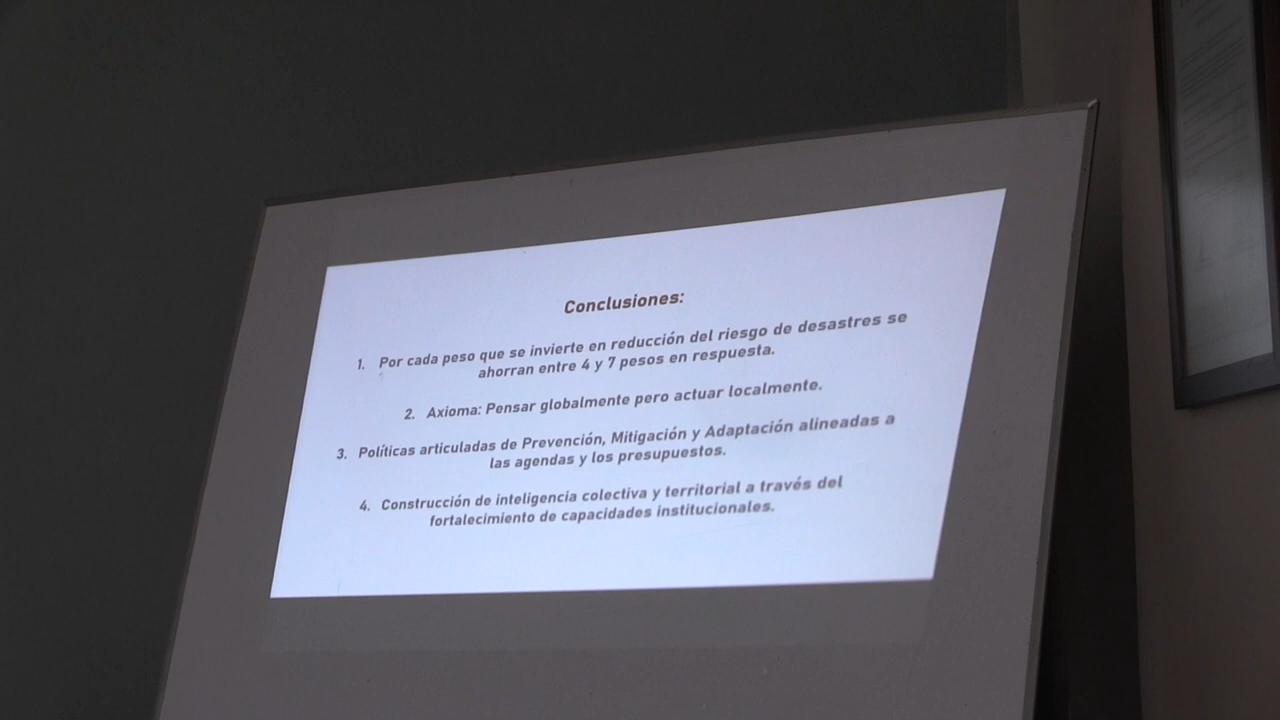 Conclusiones:
1. Por cada peso que se invierte en reducción del riesgo de desastres se
ahorran entre 4 y 7 pesos en respuesta.
2. Axioma: Pensar globalmente pero actuar localmente.
3. Políticas articuladas de Prevención, Mitigación y Adaptación alineadas a
las agendas y los presupuestos.
4. Construcción de inteligencia colectiva y territorial a través del
fortalecimiento de capacidades institucionales.